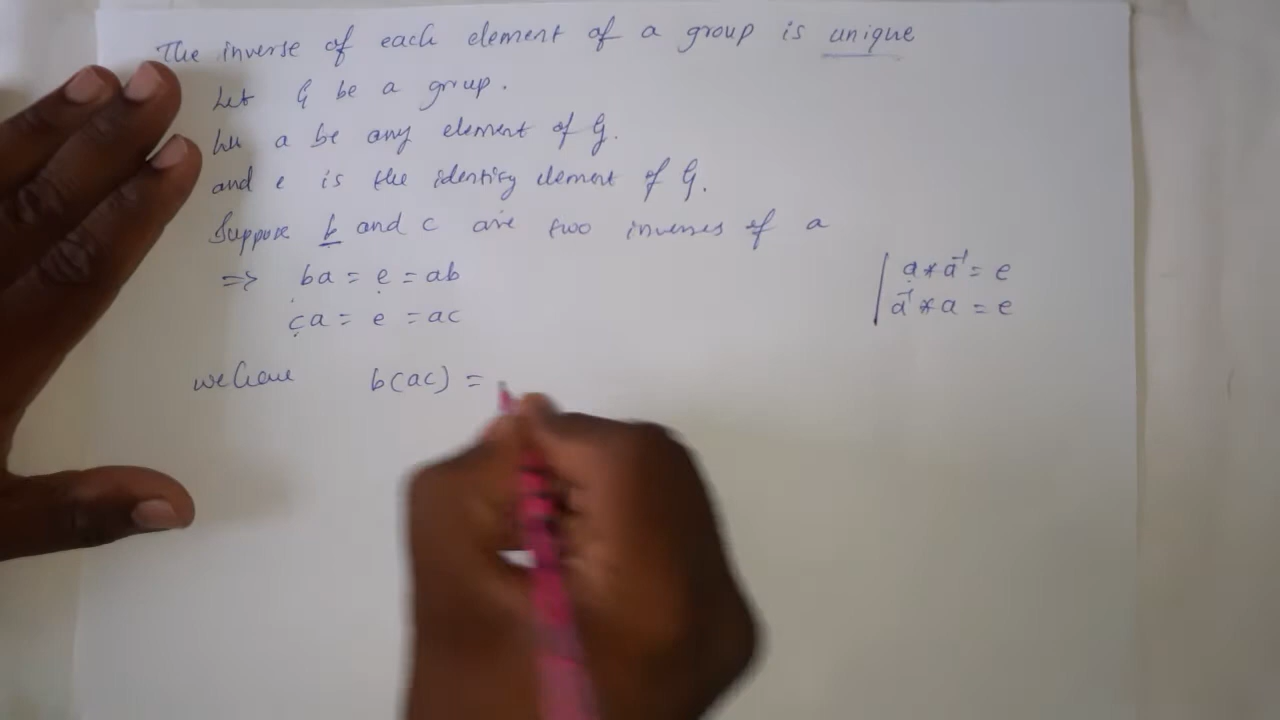 The inverse of each element of a group is unique
Let G be a group.
Let a be any element of G.
and e is the identity element of G.
Suppose b and c are two inverses of a
=> ba = e = ab
ca = e = ac
a * a⁻¹ = e
a⁻¹ * a = e
we have b(ac) =